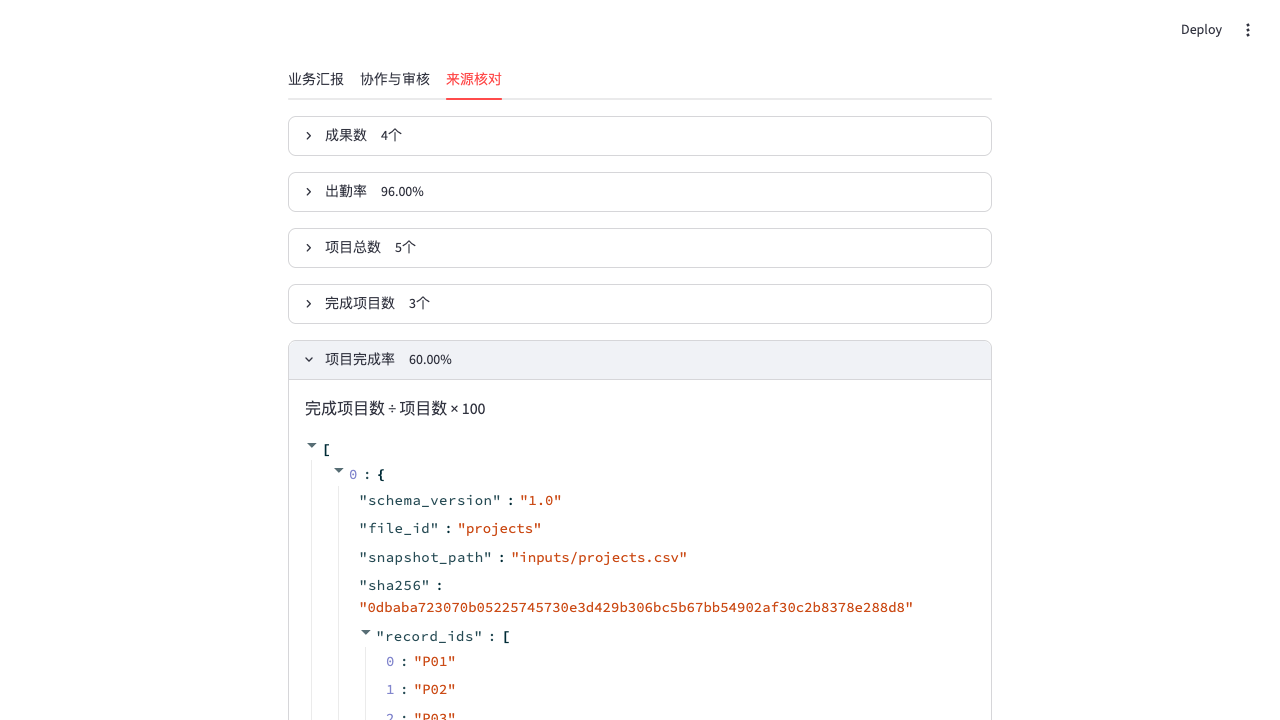 Deploy
业务汇报 协作与审核 来源核对
成果数 4个
出勤率 96.00%
项目总数 5个
完成项目数 3个
项目完成率 60.00%
完成项目数 ÷ 项目数 × 100
[
0 : {
"schema_version" : "1.0"
"file_id" : "projects"
"snapshot_path" : "inputs/projects.csv"
"sha256" :
"0dbaba723070b05225745730e3d429b306bc5b67bb54902af30c2b8378e288d8"
"record_ids" : [
0 : "P01"
1 : "P02"
2 : "P03"